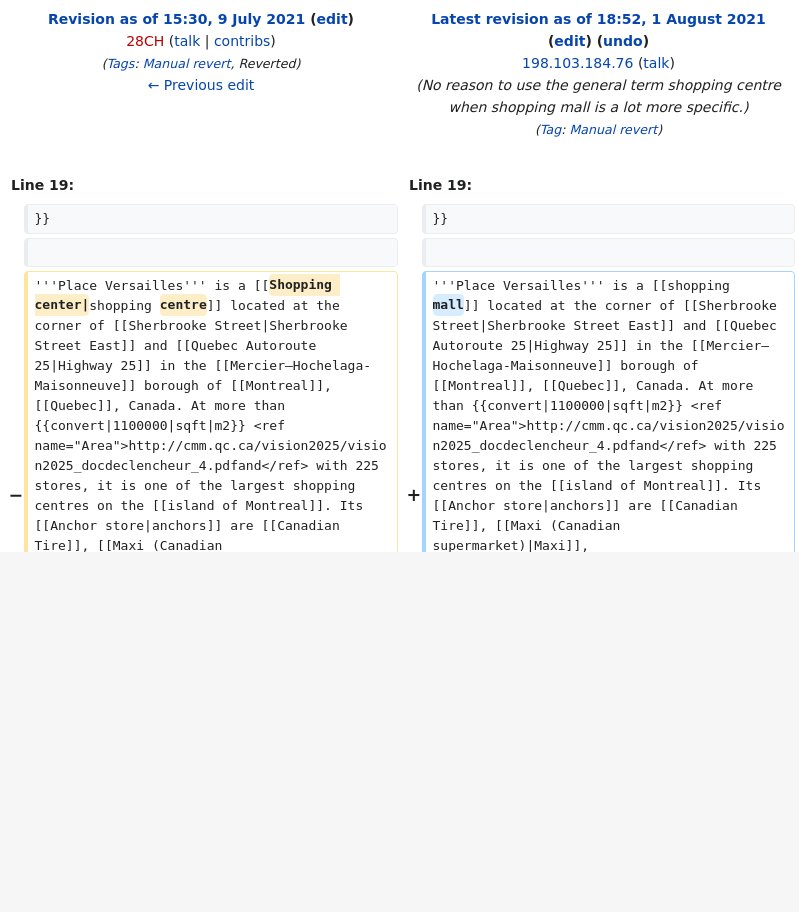 Revision as of 15:30, 9 July 2021 (edit)
28CH (talk | contribs)
(Tags: Manual revert, Reverted)
← Previous edit
Latest revision as of 18:52, 1 August 2021
(edit) (undo)
198.103.184.76 (talk)
(No reason to use the general term shopping centre
when shopping mall is a lot more specific.)
(Tag: Manual revert)
Line 19:
}}
− '''Place Versailles''' is a [[Shopping
center|shopping centre]] located at the
corner of [[Sherbrooke Street|Sherbrooke
Street East]] and [[Quebec Autoroute
25|Highway 25]] in the [[Mercier–Hochelaga-
Maisonneuve]] borough of [[Montreal]],
[[Quebec]], Canada. At more than
{{convert|1100000|sqft|m2}} <ref
name="Area">http://cmm.qc.ca/vision2025/visio
n2025_docdeclencheur_4.pdfand</ref> with 225
stores, it is one of the largest shopping
centres on the [[island of Montreal]]. Its
[[Anchor store|anchors]] are [[Canadian
Tire]], [[Maxi (Canadian
Line 19:
}}
+ '''Place Versailles''' is a [[shopping
mall]] located at the corner of [[Sherbrooke
Street|Sherbrooke Street East]] and [[Quebec
Autoroute 25|Highway 25]] in the [[Mercier–
Hochelaga-Maisonneuve]] borough of
[[Montreal]], [[Quebec]], Canada. At more
than {{convert|1100000|sqft|m2}} <ref
name="Area">http://cmm.qc.ca/vision2025/visio
n2025_docdeclencheur_4.pdfand</ref> with 225
stores, it is one of the largest shopping
centres on the [[island of Montreal]]. Its
[[Anchor store|anchors]] are [[Canadian
Tire]], [[Maxi (Canadian
supermarket)|Maxi]],